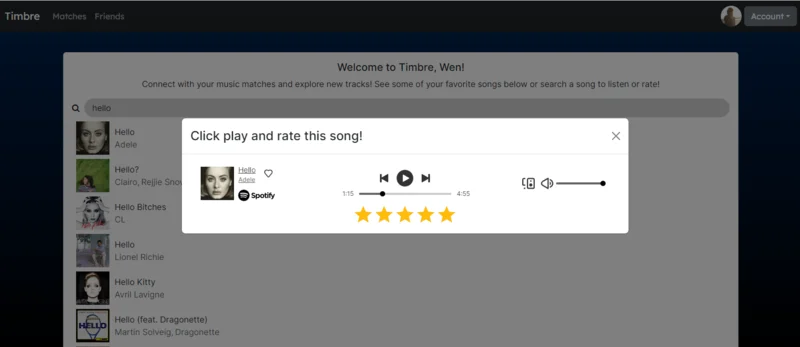 Timbre Matches Friends Account
Welcome to Timbre, Wen!
Connect with your music matches and explore new tracks! See some of your favorite songs below or search a song to listen or rate!
hello
Hello
Adele
Click play and rate this song!
Hello
Adele
Spotify
1:15 4:55
Hello?
Clairo, Rejjie Snow
Hello Bitches
CL
Hello
Lionel Richie
Hello Kitty
Avril Lavigne
HELLO
Hello (feat. Dragonette)
Martin Solveig, Dragonette